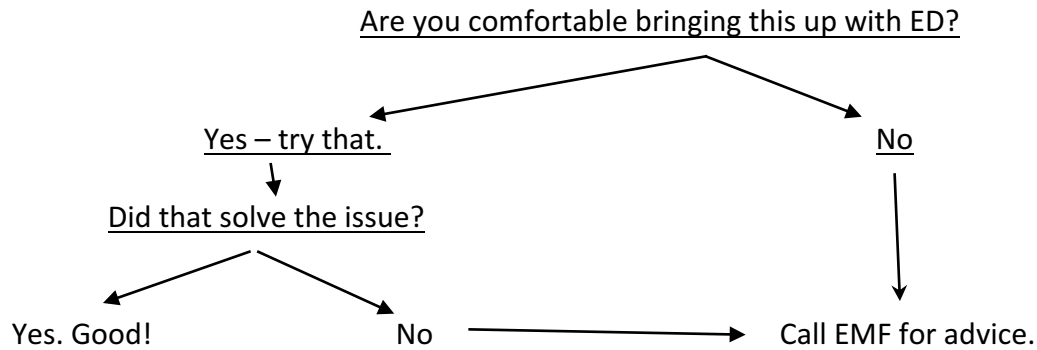 Are you comfortable bringing this up with ED?
Yes – try that.
No
Did that solve the issue?
Yes. Good!
No
Call EMF for advice.